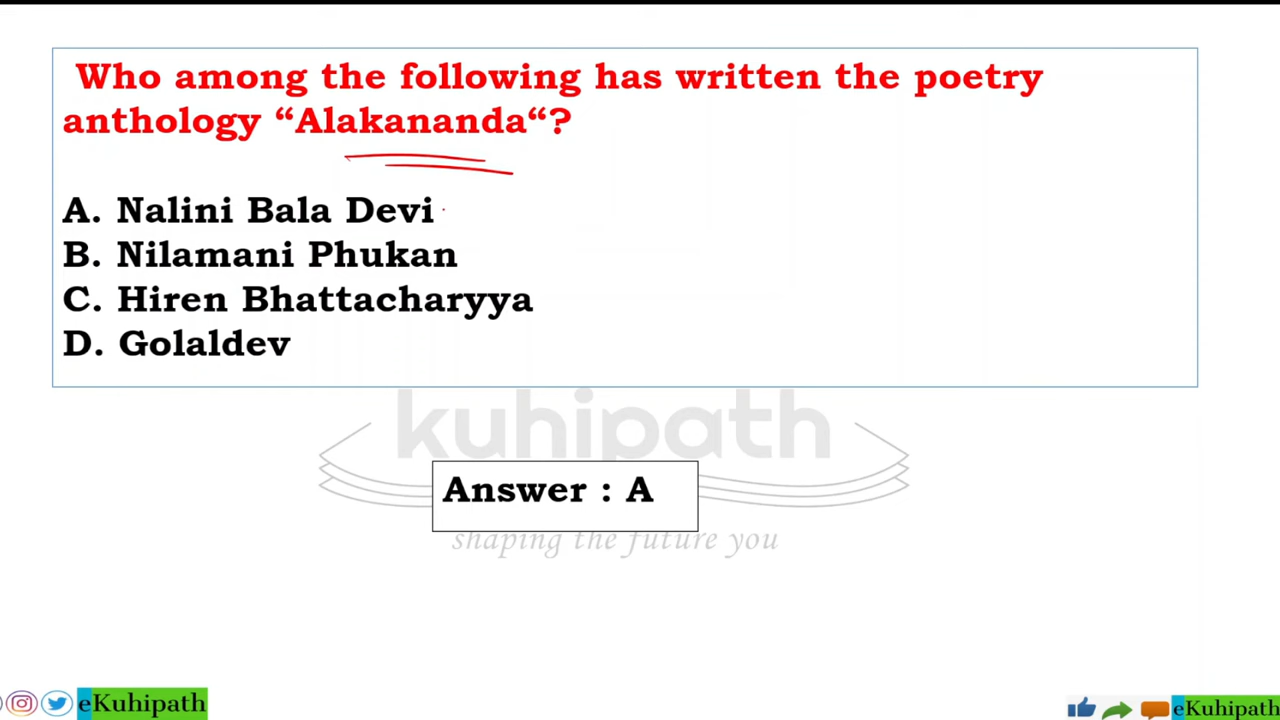 Who among the following has written the poetry
anthology “Alakananda“?
A. Nalini Bala Devi
B. Nilamani Phukan
C. Hiren Bhattacharyya
D. Golaldev
kuhipath
Answer : A
shaping the future you
eKuhipath
eKuhipath